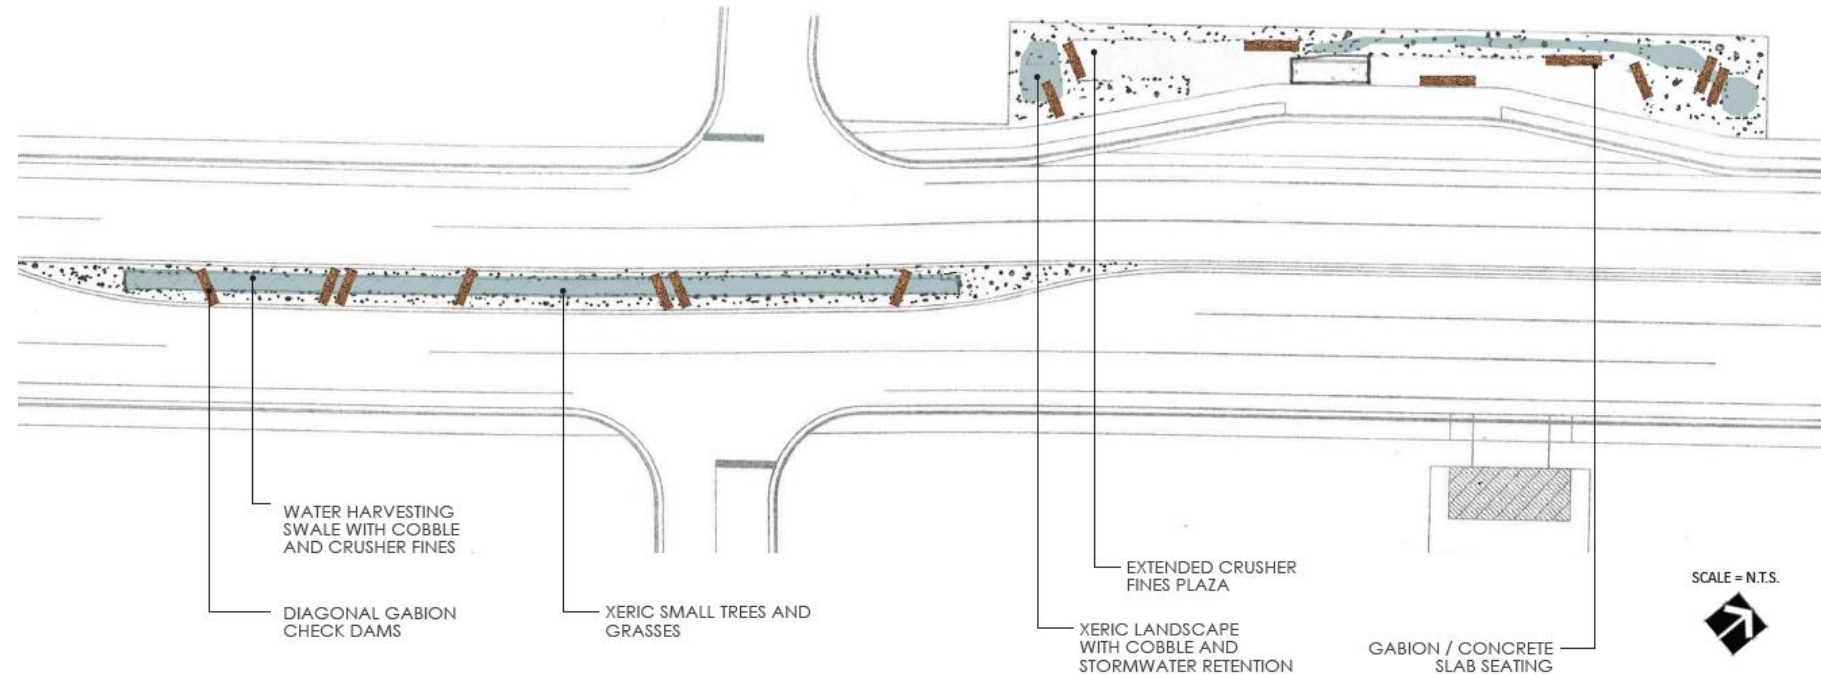 WATER HARVESTING
SWALE WITH COBBLE
AND CRUSHER FINES
DIAGONAL GABION
CHECK DAMS
XERIC SMALL TREES AND
GRASSES
EXTENDED CRUSHER
FINES PLAZA
XERIC LANDSCAPE
WITH COBBLE AND
STORMWATER RETENTION
GABION / CONCRETE
SLAB SEATING
SCALE = N.T.S.